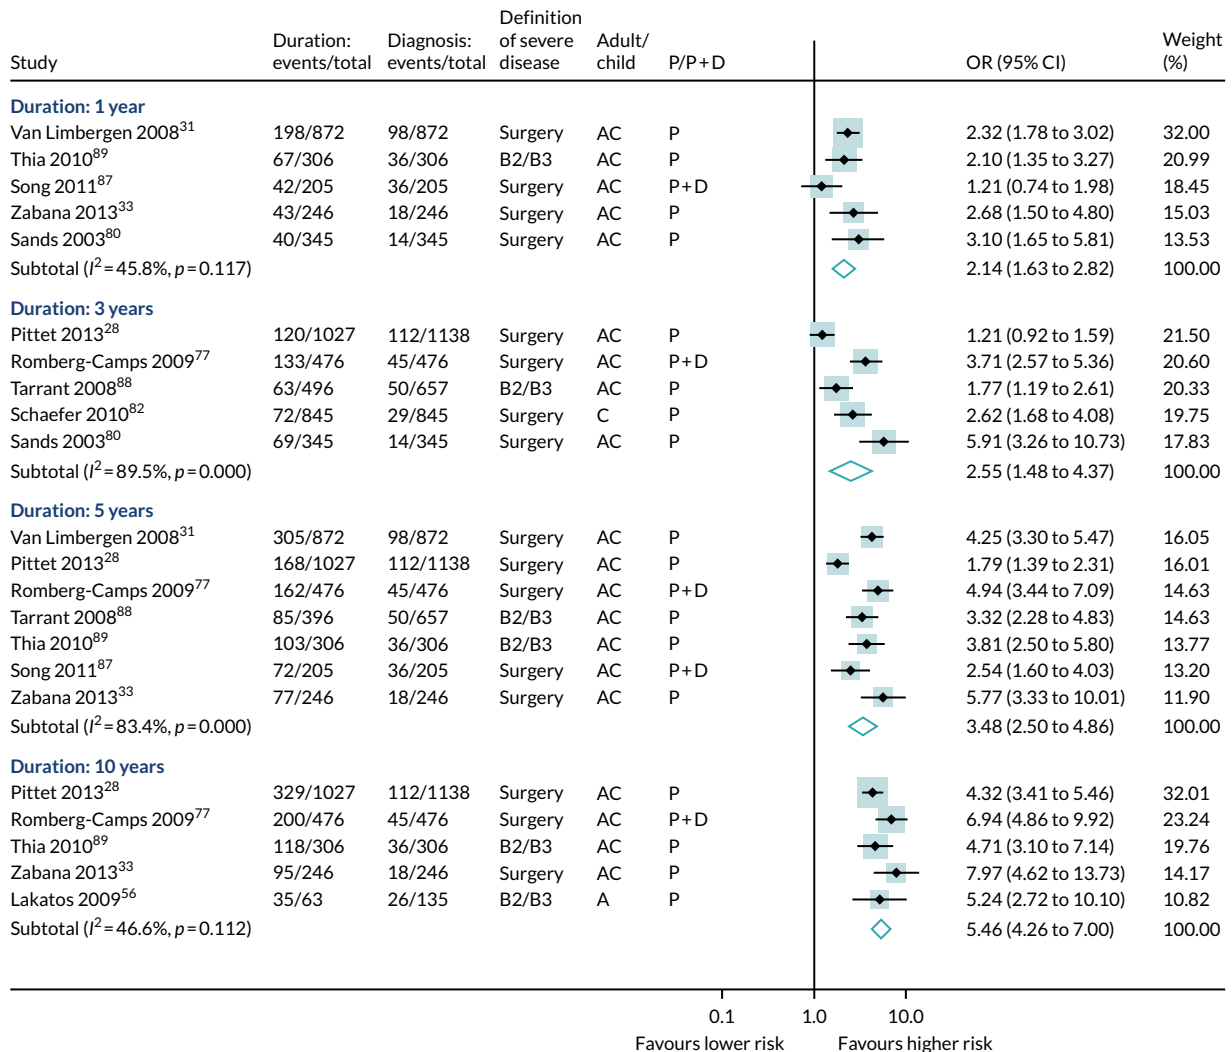 Study Duration: events/total Diagnosis: events/total Definition of severe disease Adult/ child P/P+D OR (95% CI) Weight (%)
Duration: 1 year
Van Limbergen 2008³¹ 198/872 98/872 Surgery AC P 2.32 (1.78 to 3.02) 32.00
Thia 2010⁸⁹ 67/306 36/306 B2/B3 AC P 2.10 (1.35 to 3.27) 20.99
Song 2011⁸⁷ 42/205 36/205 Surgery AC P+D 1.21 (0.74 to 1.98) 18.45
Zabana 2013³³ 43/246 18/246 Surgery AC P 2.68 (1.50 to 4.80) 15.03
Sands 2003⁸⁰ 40/345 14/345 Surgery AC P 3.10 (1.65 to 5.81) 13.53
Subtotal (I²=45.8%, p=0.117) 2.14 (1.63 to 2.82) 100.00
Duration: 3 years
Pittet 2013²⁸ 120/1027 112/1138 Surgery AC P 1.21 (0.92 to 1.59) 21.50
Romberg-Camps 2009⁷⁷ 133/476 45/476 Surgery AC P+D 3.71 (2.57 to 5.36) 20.60
Tarrant 2008⁸⁸ 63/496 50/657 B2/B3 AC P 1.77 (1.19 to 2.61) 20.33
Schaefer 2010⁸² 72/845 29/845 Surgery C P 2.62 (1.68 to 4.08) 19.75
Sands 2003⁸⁰ 69/345 14/345 Surgery AC P 5.91 (3.26 to 10.73) 17.83
Subtotal (I²=89.5%, p=0.000) 2.55 (1.48 to 4.37) 100.00
Duration: 5 years
Van Limbergen 2008³¹ 305/872 98/872 Surgery AC P 4.25 (3.30 to 5.47) 16.05
Pittet 2013²⁸ 168/1027 112/1138 Surgery AC P 1.79 (1.39 to 2.31) 16.01
Romberg-Camps 2009⁷⁷ 162/476 45/476 Surgery AC P+D 4.94 (3.44 to 7.09) 14.63
Tarrant 2008⁸⁸ 85/396 50/657 B2/B3 AC P 3.32 (2.28 to 4.83) 14.63
Thia 2010⁸⁹ 103/306 36/306 B2/B3 AC P 3.81 (2.50 to 5.80) 13.77
Song 2011⁸⁷ 72/205 36/205 Surgery AC P+D 2.54 (1.60 to 4.03) 13.20
Zabana 2013³³ 77/246 18/246 Surgery AC P 5.77 (3.33 to 10.01) 11.90
Subtotal (I²=83.4%, p=0.000) 3.48 (2.50 to 4.86) 100.00
Duration: 10 years
Pittet 2013²⁸ 329/1027 112/1138 Surgery AC P 4.32 (3.41 to 5.46) 32.01
Romberg-Camps 2009⁷⁷ 200/476 45/476 Surgery AC P+D 6.94 (4.86 to 9.92) 23.24
Thia 2010⁸⁹ 118/306 36/306 B2/B3 AC P 4.71 (3.10 to 7.14) 19.76
Zabana 2013³³ 95/246 18/246 Surgery AC P 7.97 (4.62 to 13.73) 14.17
Lakatos 2009⁵⁶ 35/63 26/135 B2/B3 A P 5.24 (2.72 to 10.10) 10.82
Subtotal (I²=46.6%, p=0.112) 5.46 (4.26 to 7.00) 100.00
0.1 1.0 10.0
Favours lower risk Favours higher risk